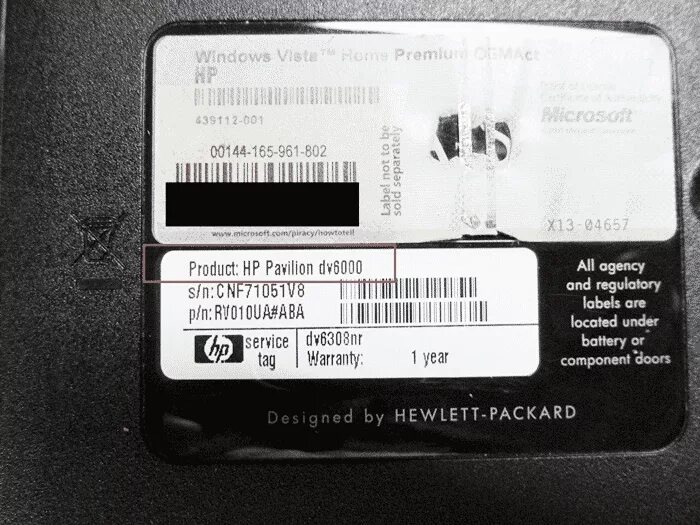 Windows Vista™ Home Premium OEMAct
HP
439112-001
00144-165-961-802
Label not to be
sold separately
www.microsoft.com/piracy/howtotell
Microsoft
X13-04657
Product: HP Pavilion dv6000
s/n: CNF71051V8
p/n: RV010UA#ABA
hp service
tag
dv6308nr
Warranty: 1 year
All agency
and regulatory
labels are
located under
battery or
component doors
Designed by HEWLETT-PACKARD